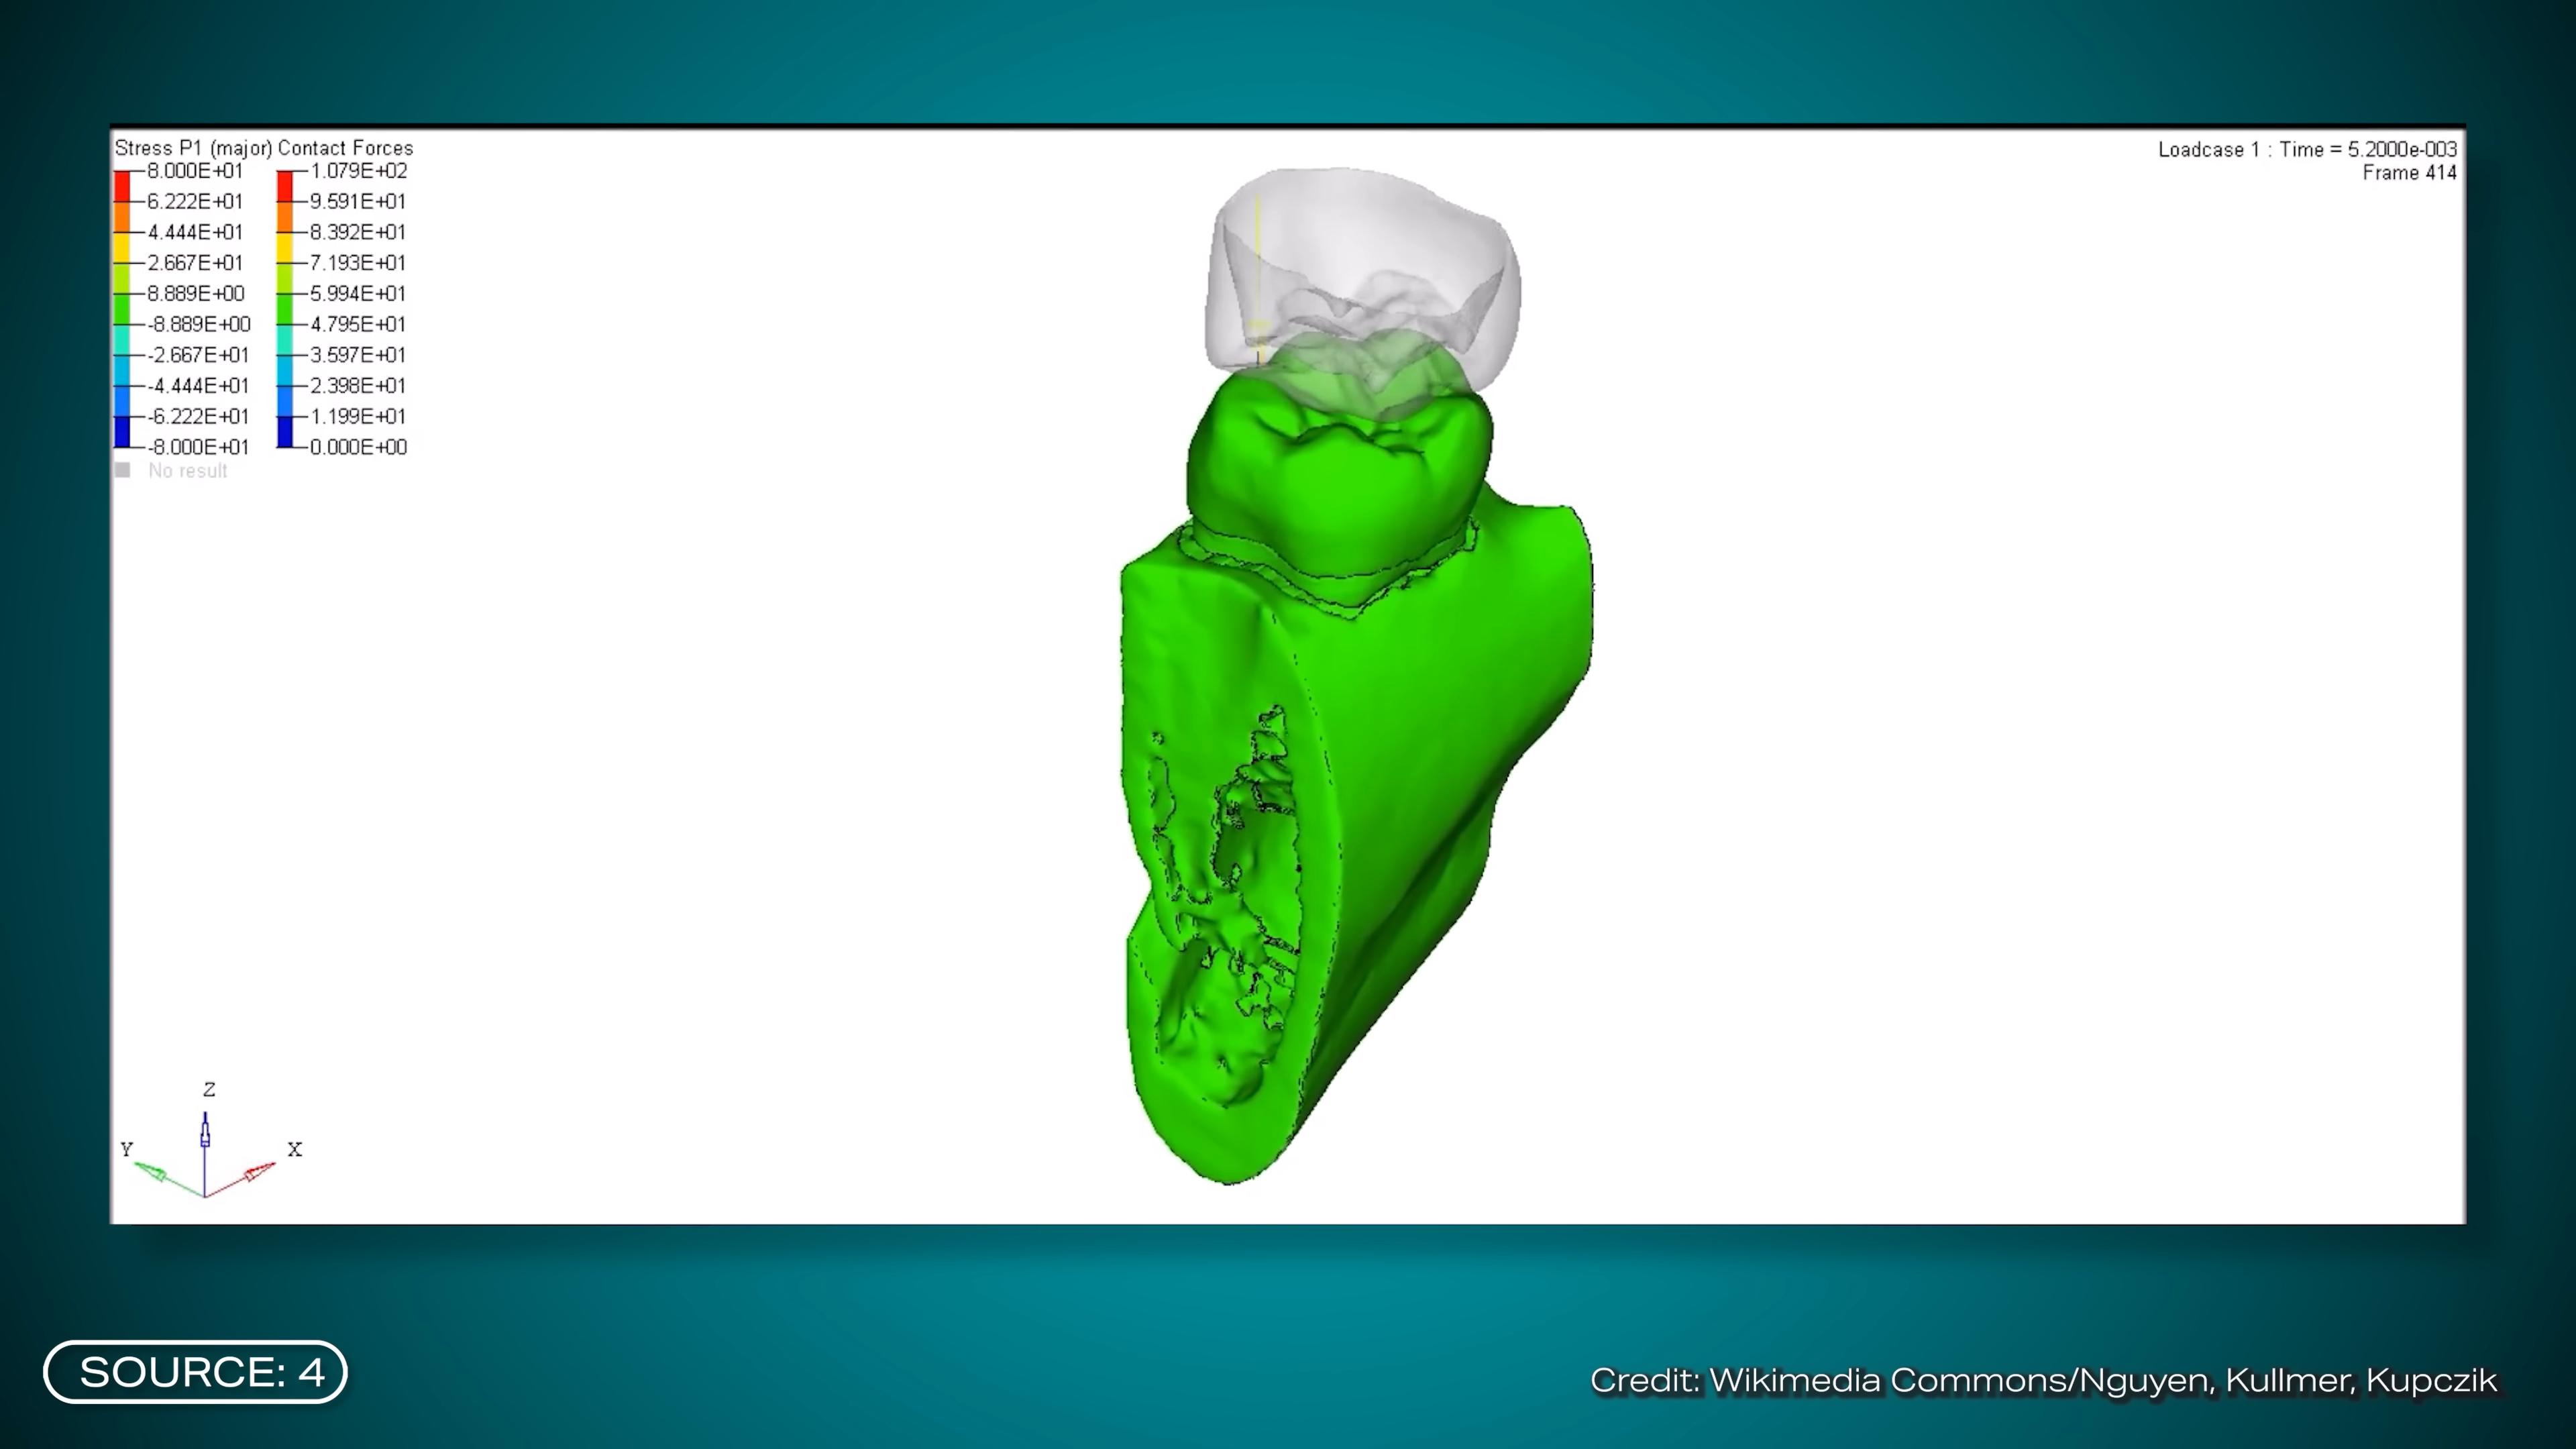 Stress P1 (major) Contact Forces
8.000E+01 1.079E+02
6.222E+01 9.591E+01
4.444E+01 8.392E+01
2.667E+01 7.193E+01
8.889E+00 5.994E+01
-8.889E+00 4.795E+01
-2.667E+01 3.597E+01
-4.444E+01 2.398E+01
-6.222E+01 1.199E+01
-8.000E+01 0.000E+00
No result
Loadcase 1 : Time = 5.2000e-003
Frame 414
Z
Y X
SOURCE: 4
Credit: Wikimedia Commons/Nguyen, Kullmer, Kupczik